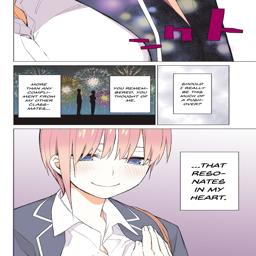 SHOULD
I REALLY
BE THIS
MUCH OF
A PUSH-
OVER?
YOU REMEM-
BERED. YOU
THOUGHT OF
ME.
MORE
THAN ANY
COMPLI-
MENT FROM
MY OTHER
CLASS-
MATES...
...THAT
RESO-
NATES
IN MY
HEART.